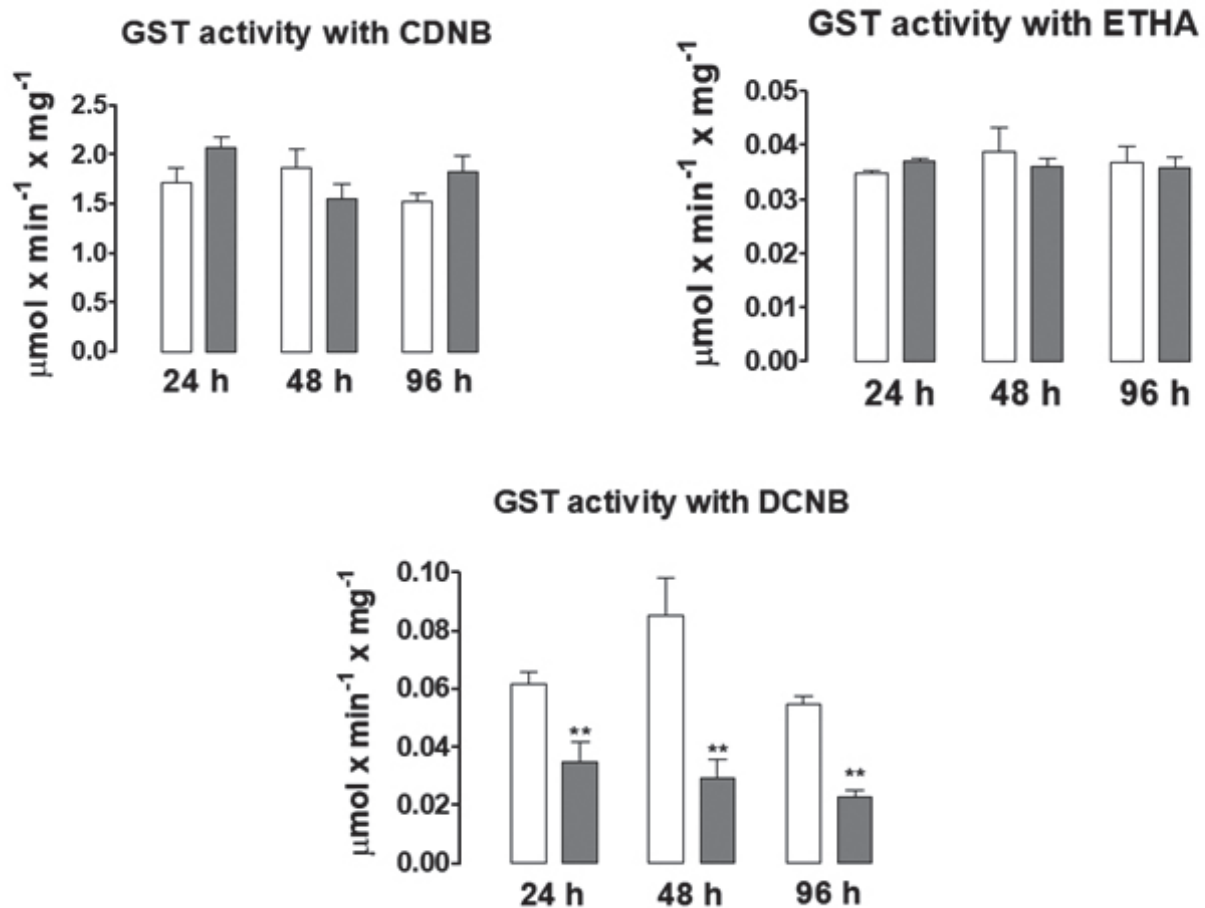 GST activity with CDNB
μmol x min⁻¹ x mg⁻¹
2.5
2.0
1.5
1.0
0.5
0.0
24 h 48 h 96 h
GST activity with ETHA
μmol x min⁻¹ x mg⁻¹
0.05
0.04
0.03
0.02
0.01
0.00
24 h 48 h 96 h
GST activity with DCNB
μmol x min⁻¹ x mg⁻¹
0.10
0.08
0.06
0.04
0.02
0.00
** ** **
24 h 48 h 96 h